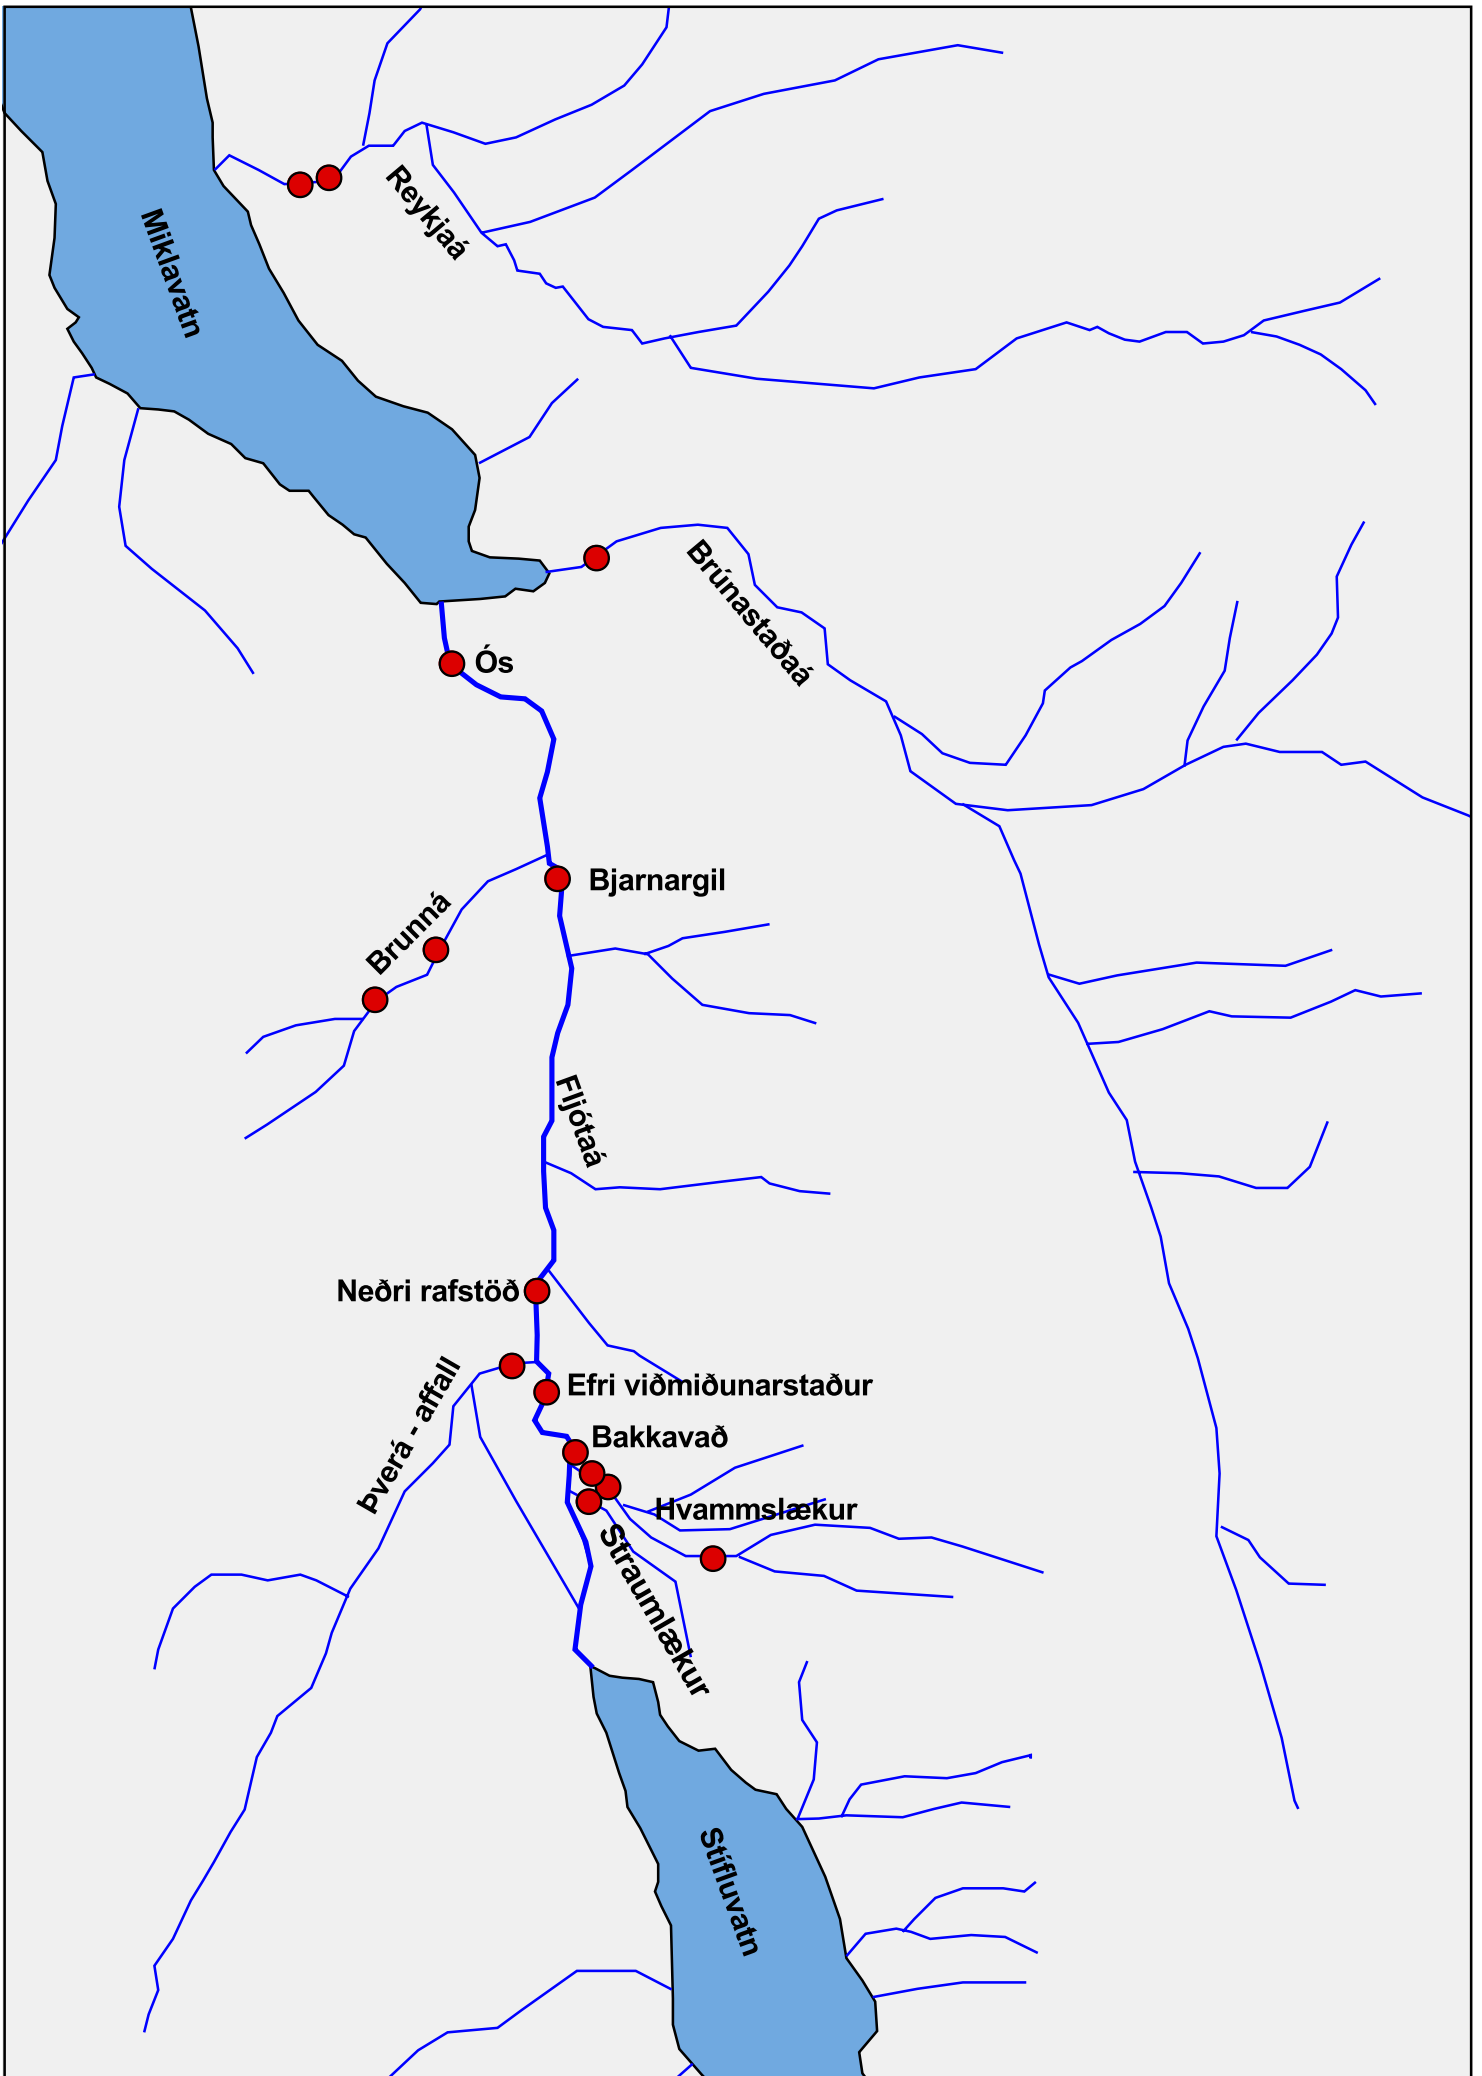 Reykjaá
Miklavatn
Brúnastaðaá
Ós
Bjarnargil
Brunná
Fljótaá
Neðri rafstöð
Þverá - affall
Efri viðmiðunarstaður
Bakkavað
Hvammslækur
Straumlækur
Stífluvatn